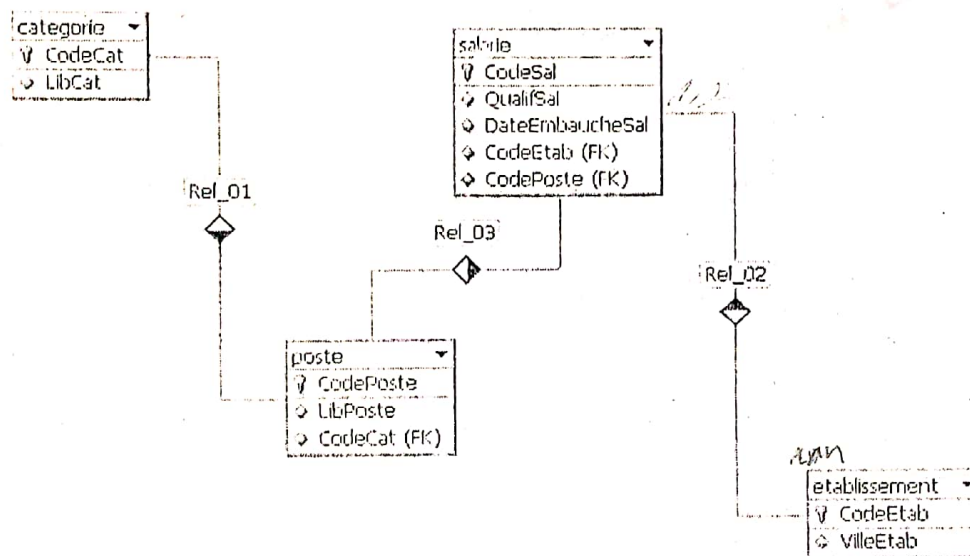 categorie
CodeCat
LibCat
salarie
CodeSal
QualifSal
DateEmbaucheSal
CodeEtab (FK)
CodePoste (FK)
Rel_01
Rel_03
Rel_02
poste
CodePoste
LibPoste
CodeCat (FK)
etablissement
CodeEtab
VilleEtab